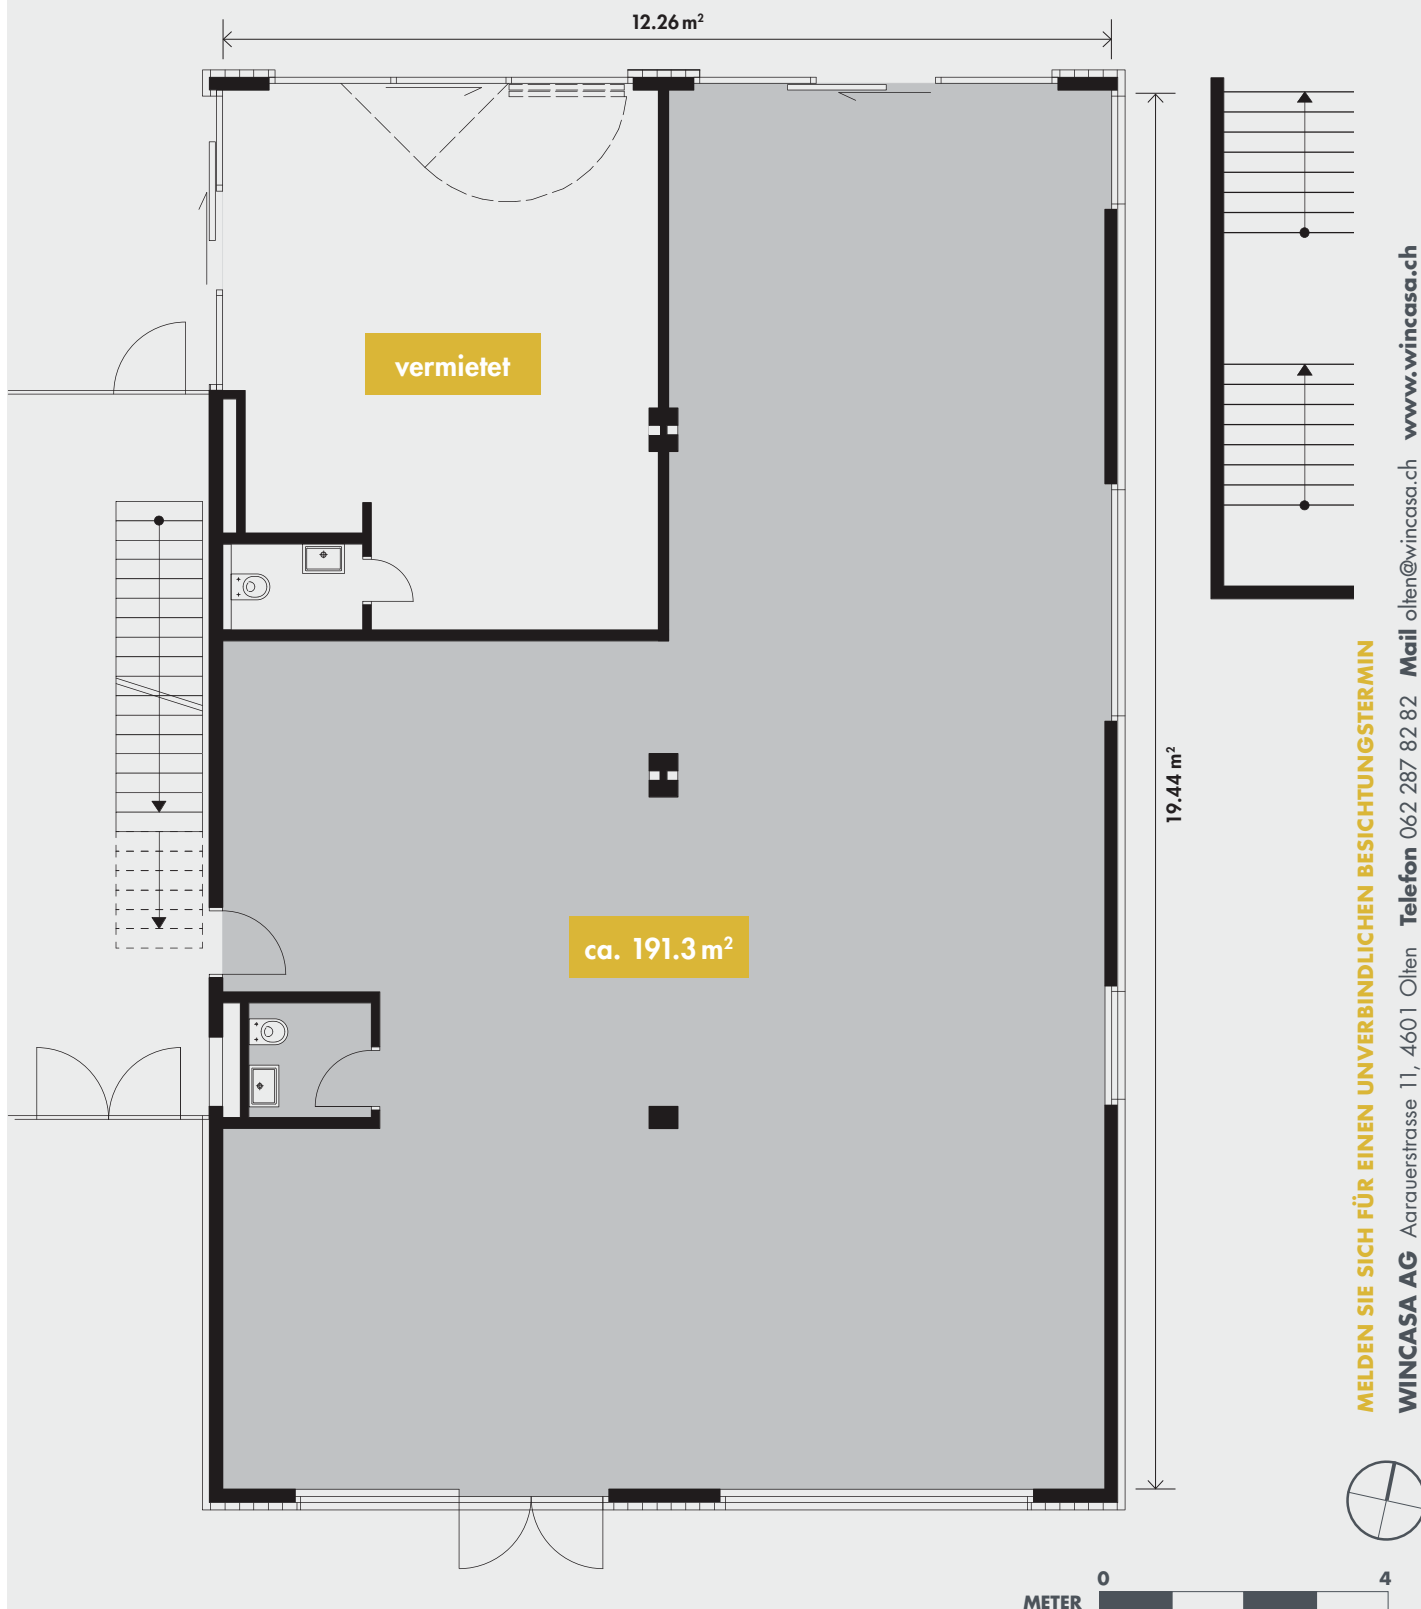 12.26 m²
vermietet
19.44 m²
ca. 191.3 m²
MELDEN SIE SICH FÜR EINEN UNVERBINDLICHEN BESICHTUNGSTERMIN
WINCASA AG Aarauerstrasse 11, 4601 Olten Telefon 062 287 82 82 Mail olten@wincasa.ch www.wincasa.ch
0 4
METER